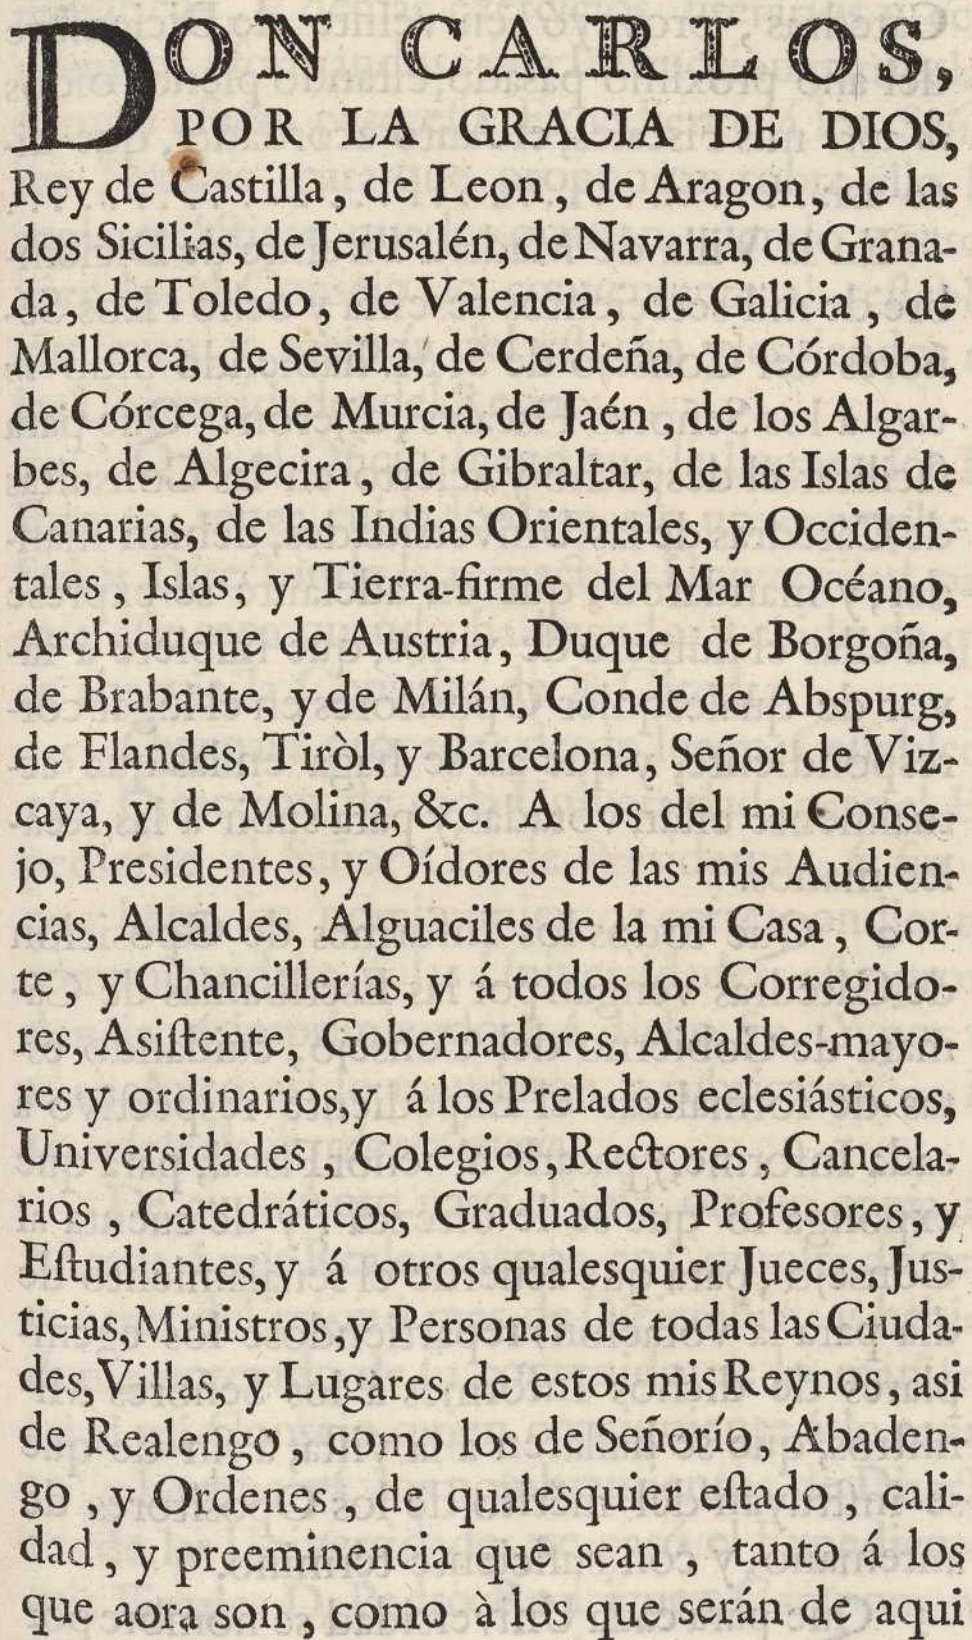 DON CARLOS,
POR LA GRACIA DE DIOS,
Rey de Castilla, de Leon, de Aragon, de las
dos Sicilias, de Jerusalén, de Navarra, de Grana-
da, de Toledo, de Valencia, de Galicia, de
Mallorca, de Sevilla, de Cerdeña, de Córdoba,
de Córcega, de Murcia, de Jaén, de los Algar-
bes, de Algecira, de Gibraltar, de las Islas de
Canarias, de las Indias Orientales, y Occiden-
tales, Islas, y Tierra-firme del Mar Océano,
Archiduque de Austria, Duque de Borgoña,
de Brabante, y de Milán, Conde de Abspurg,
de Flandes, Tiròl, y Barcelona, Señor de Viz-
caya, y de Molina, &c. A los del mi Conse-
jo, Presidentes, y Oídores de las mis Audien-
cias, Alcaldes, Alguaciles de la mi Casa, Cor-
te, y Chancillerías, y á todos los Corregido-
res, Asiſtente, Gobernadores, Alcaldes-mayo-
res y ordinarios, y á los Prelados eclesiásticos,
Universidades, Colegios, Rectores, Cancela-
rios, Catedráticos, Graduados, Profesores, y
Eſtudiantes, y á otros qualesquier Jueces, Jus-
ticias, Ministros, y Personas de todas las Ciuda-
des, Villas, y Lugares de estos mis Reynos, asi
de Realengo, como los de Señorío, Abaden-
go, y Ordenes, de qualesquier eſtado, cali-
dad, y preeminencia que sean, tanto á los
que aora son, como à los que serán de aqui